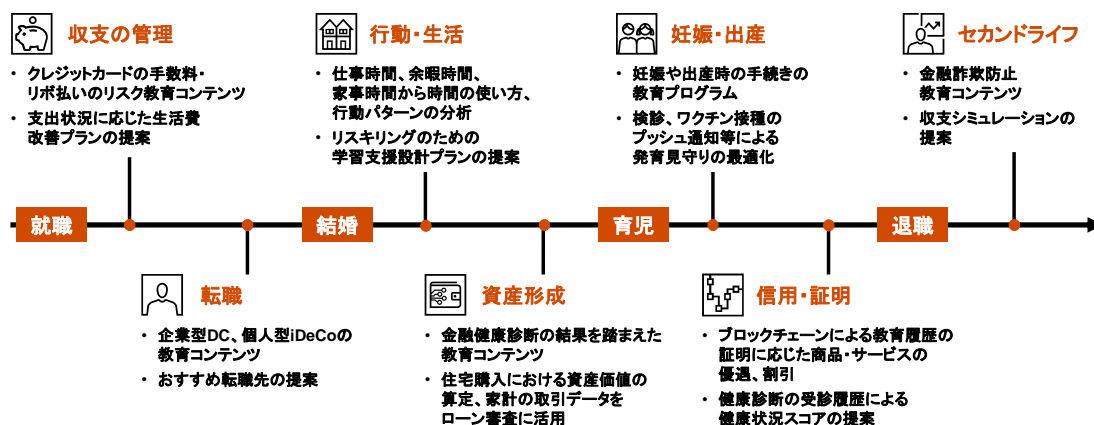 収支の管理
・ クレジットカードの手数料・
リボ払いのリスク教育コンテンツ
・ 支出状況に応じた生活費
改善プランの提案
行動・生活
・ 仕事時間、余暇時間、
家事時間から時間の使い方、
行動パターンの分析
・ リスキリングのための
学習支援設計プランの提案
妊娠・出産
・ 妊娠や出産時の手続きの
教育プログラム
・ 検診、ワクチン接種の
プッシュ通知等による
発育見守りの最適化
セカンドライフ
・ 金融詐欺防止
教育コンテンツ
・ 収支シミュレーションの
提案
就職
結婚
育児
退職
転職
・ 企業型DC、個人型iDeCoの
教育コンテンツ
・ おすすめ転職先の提案
資産形成
・ 金融健康診断の結果を踏まえた
教育コンテンツ
・ 住宅購入における資産価値の
算定、家計の取引データを
ローン審査に活用
信用・証明
・ ブロックチェーンによる教育履歴の
証明に応じた商品・サービスの
優遇、割引
・ 健康診断の受診履歴による
健康状況スコアの提案